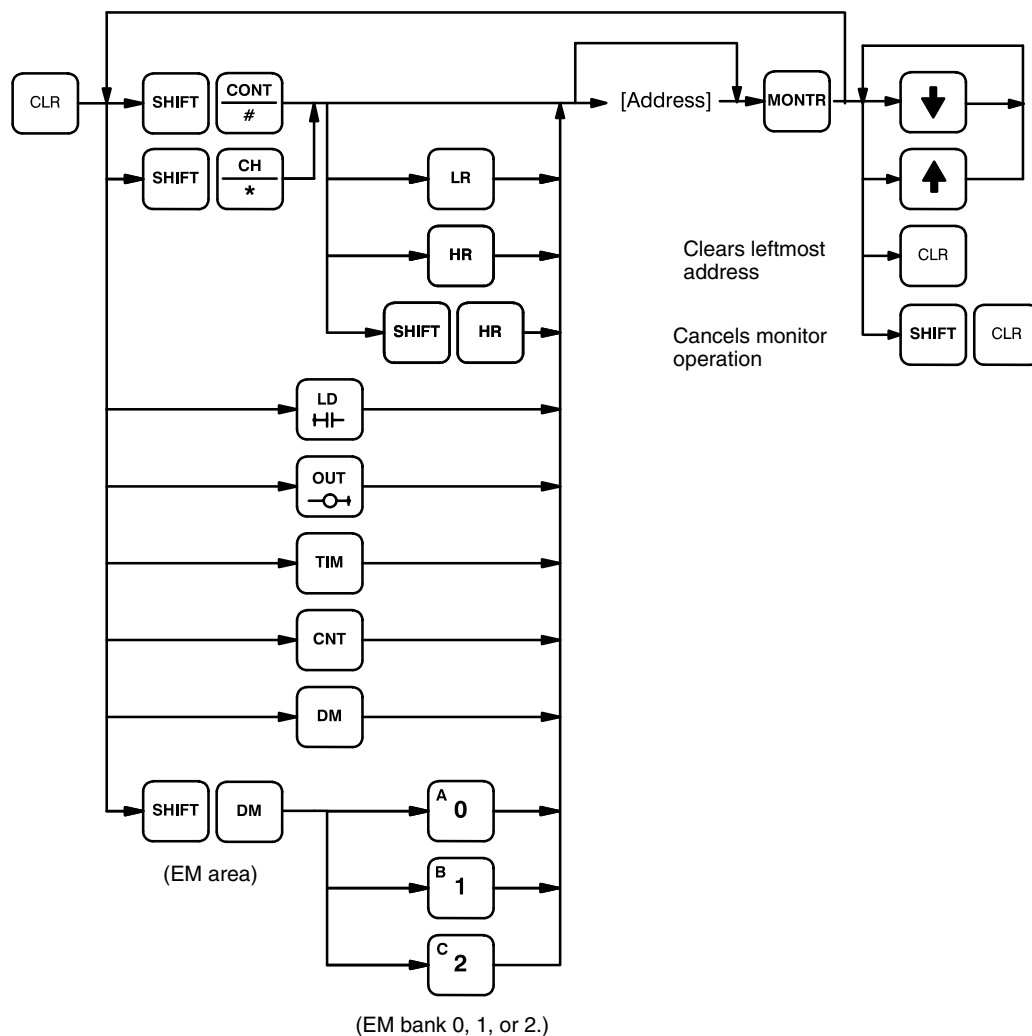 CLR
SHIFT
CONT
#
[Address]
MONTR
SHIFT
CH
*
LR
HR
Clears leftmost
address
CLR
SHIFT
HR
Cancels monitor
operation
SHIFT
CLR
LD
OUT
TIM
CNT
DM
SHIFT
DM
A
0
(EM area)
B
1
C
2
(EM bank 0, 1, or 2.)